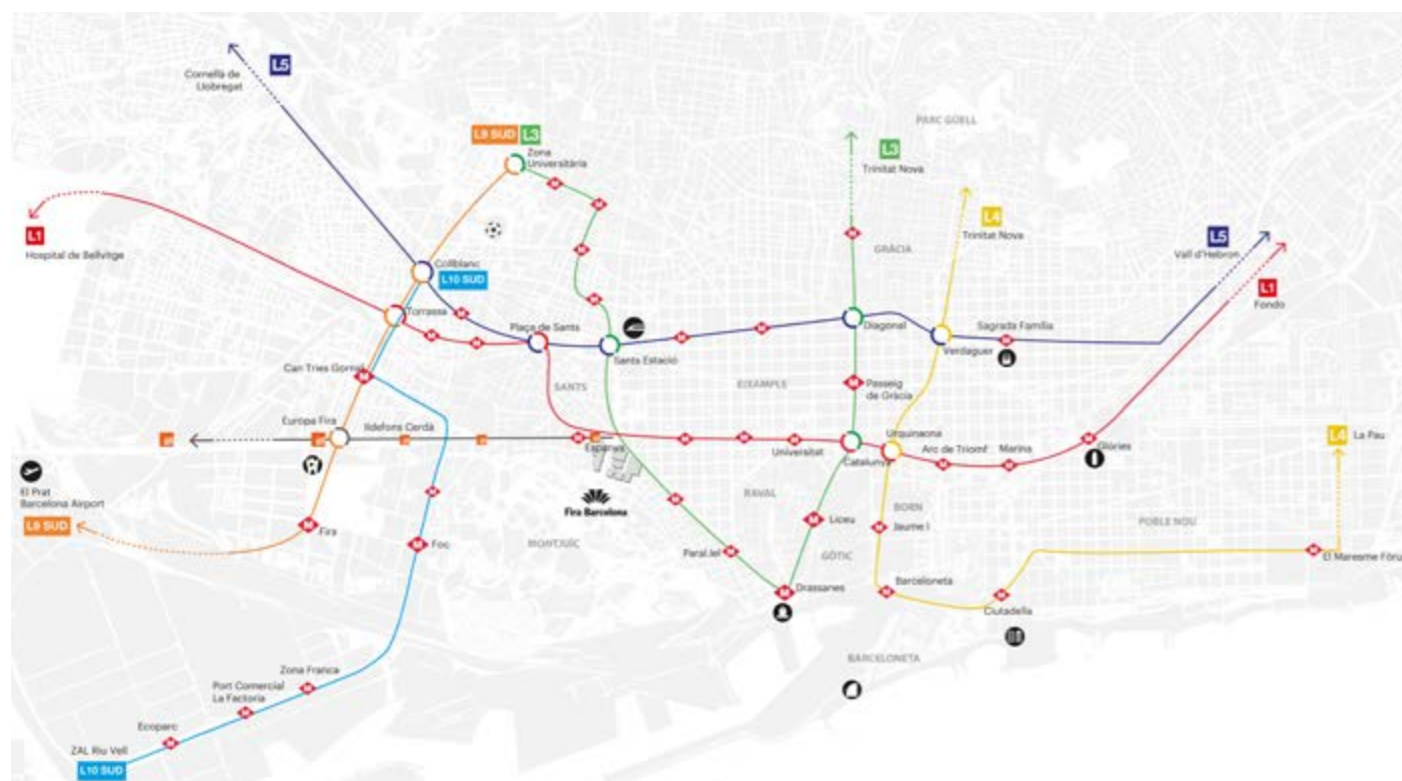 L5
Cornellà de
Llobregat
PARC GÜELL
L9 SUD
L3
Zona
Universitària
L3
Trinitat Nova
L4
Trinitat Nova
L5
Vall d'Hebron
L1
Hospital de Bellvitge
GRÀCIA
Collblanc
L10 SUD
L1
Fondo
Torrassa
Plaça de Sants
Sants Estació
Diagonal
Sagrada Família
Verdaguer
Can Tries Gornal
SANTS
EIXAMPLE
Passeig
de Gràcia
Europa Fira
Ildefons Cerdà
Espanya
Universitat
Catalunya
Urquinaona
Arc de Triomf
Marina
Glòries
L4
La Pau
El Prat
Barcelona Airport
L9 SUD
Fira
Fira Barcelona
RAVAL
BORN
Liceu
Jaume I
POBLE NOU
Foc
MONTJUÏC
Paral.lel
GÒTIC
El Maresme Fòru
Drassanes
Barceloneta
Ciutadella
BARCELONETA
Zona Franca
Port Comercial
La Factoria
Ecoparc
ZAL Riu Vell
L10 SUD